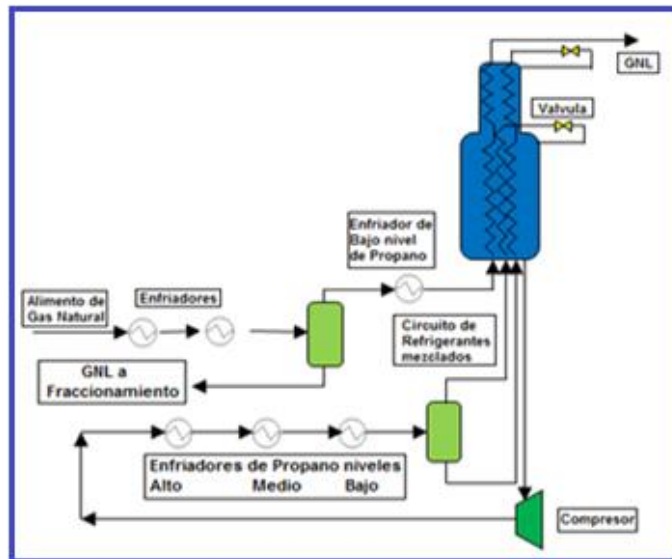 GNL
Valvula
Enfriador de
Bajo nivel
de Propano
Alimento de
Gas Natural
Enfriadores
Circuito de
Refrigerantes
mezclados
GNL a
Fraccionamiento
Enfriadores de Propano niveles
Alto Medio Bajo
Compresor